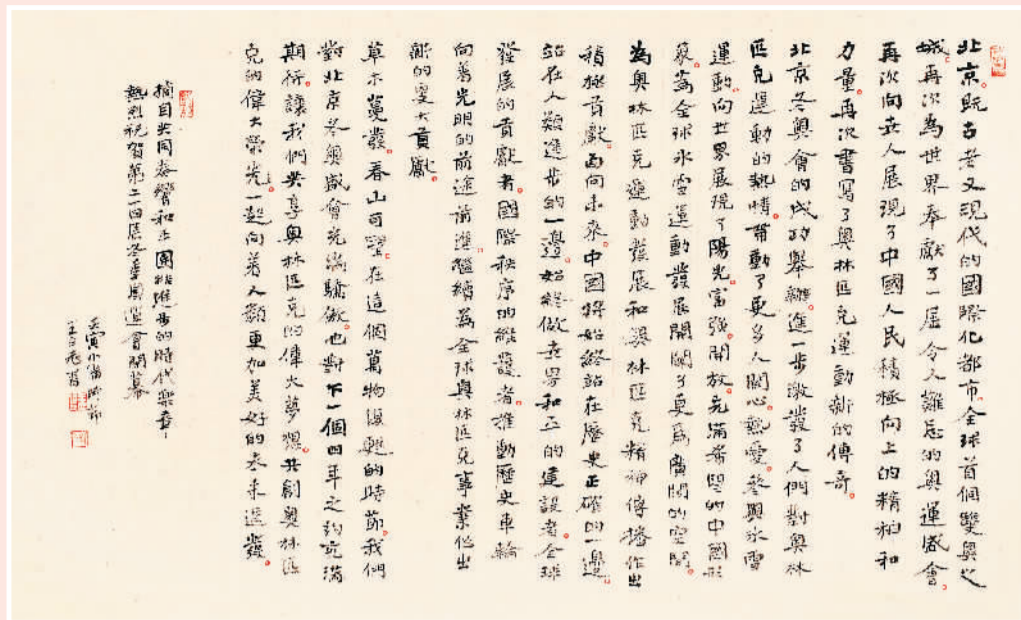 北京。既古老又現代的國際化都市。全球首個雙奧之
城。再次為世界奉獻了一屆令人難忘的奧運盛會。
再次向世人展現了中國人民積極向上的精神和
力量。再次書寫了奧林匹克運動新的傳奇。
北京冬奧會的成功舉辦。進一步激發了人們對奧林
匹克運動的熱情。帶動了更多人關心。熱愛。參與冰雪
運動。向世界展現了陽光。富強。開放。充滿希望的中國形
象。為全球冰雪運動發展開闢了更為廣闊的空間。
為奧林匹克運動發展和奧林匹克精神傳播作出
積極貢獻。面向未來。中國將始終站在歷史正確的一邊。
站在人類進步的一邊。始終做世界和平的建設者。全球
發展的貢獻者。國際秩序的維護者。推動歷史車輪
向着光明的前途前進。繼續為全球奧林匹克事業作出
新的更大貢獻。
草木蔓發。春山可望。在這個萬物復甦的時節。我們
對北京冬奧盛會充滿驕傲。也對下一個四年之約充滿
期待。讓我們共享奧林匹克的偉大夢想。共創奧林匹
克的偉大榮光。一起向着人類更加美好的未來進發。
摘自共同奏響和平團結進步的時代樂章
熱烈祝賀第二四屆冬季奧運會閉幕
壬寅小
王